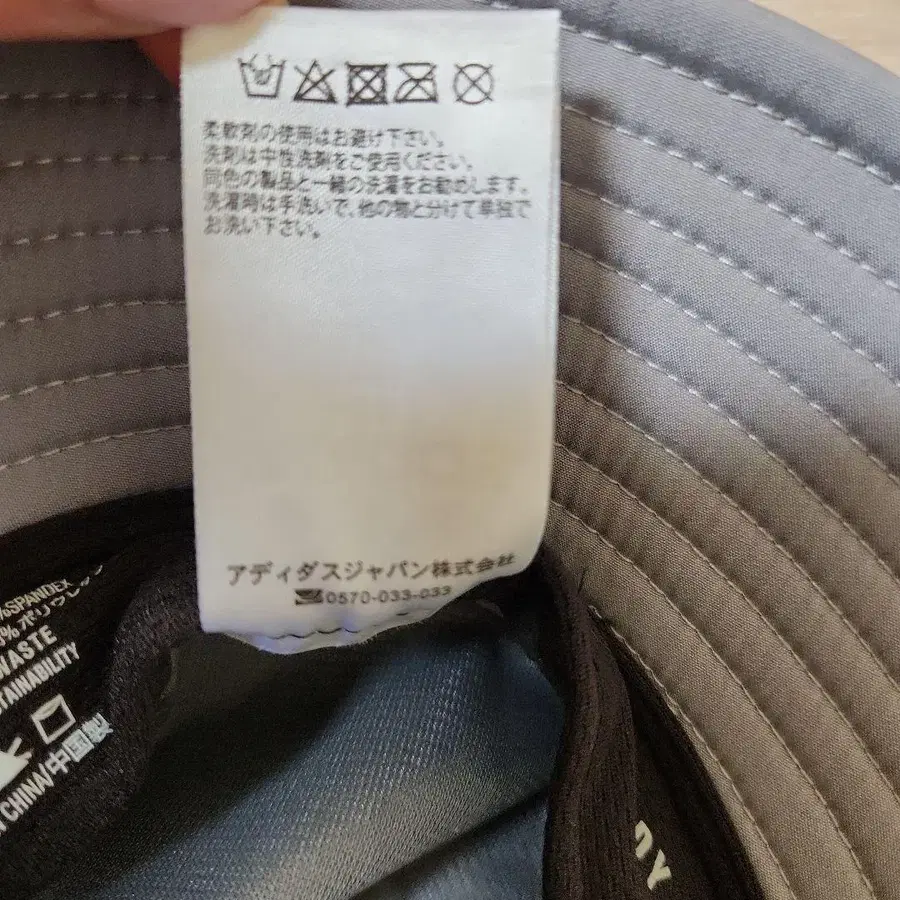 柔軟剤の使用はお避け下さい。
洗剤は中性洗剤をご使用ください。
同色の製品と一緒の洗濯をお勧めします。
洗濯時は手洗いで、他の物と分けて単独で
お洗い下さい。
アディダスジャパン株式会社
0570-033-033
%SPANDEX
% ポリウレタン
WASTE
CHINA/中国製